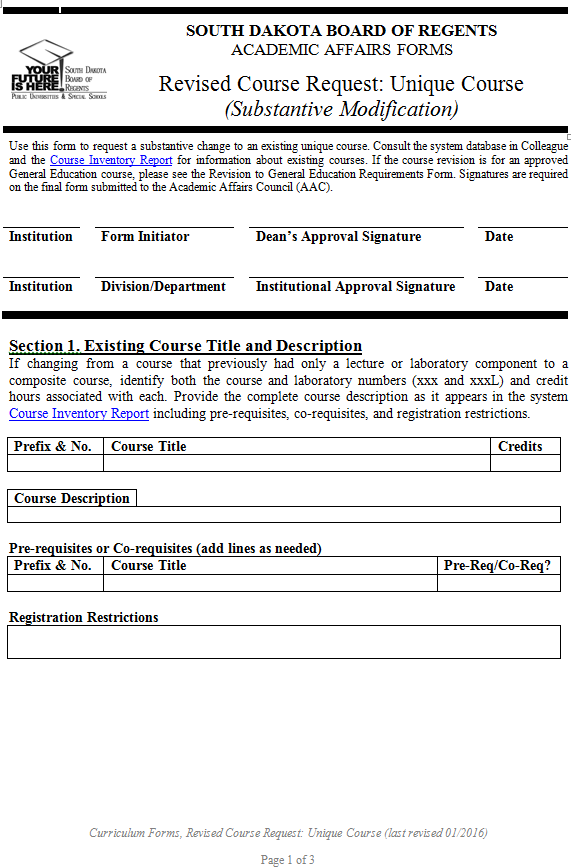 SOUTH DAKOTA BOARD OF REGENTS
ACADEMIC AFFAIRS FORMS
Revised Course Request: Unique Course
(Substantive Modification)
YOUR
FUTURE
IS HERE.
SOUTH DAKOTA
BOARD OF
REGENTS
PUBLIC UNIVERSITIES & SPECIAL SCHOOLS
Use this form to request a substantive change to an existing unique course. Consult the system database in Colleague
and the Course Inventory Report for information about existing courses. If the course revision is for an approved
General Education course, please see the Revision to General Education Requirements Form. Signatures are required
on the final form submitted to the Academic Affairs Council (AAC).
Institution Form Initiator Dean's Approval Signature Date
Institution Division/Department Institutional Approval Signature Date
Section 1. Existing Course Title and Description
If changing from a course that previously had only a lecture or laboratory component to a
composite course, identify both the course and laboratory numbers (xxx and xxxL) and credit
hours associated with each. Provide the complete course description as it appears in the system
Course Inventory Report including pre-requisites, co-requisites, and registration restrictions.
Prefix & No. Course Title Credits
Course Description
Pre-requisites or Co-requisites (add lines as needed)
Prefix & No. Course Title Pre-Req/Co-Req?
Registration Restrictions
Curriculum Forms, Revised Course Request: Unique Course (last revised 01/2016)
Page 1 of 3